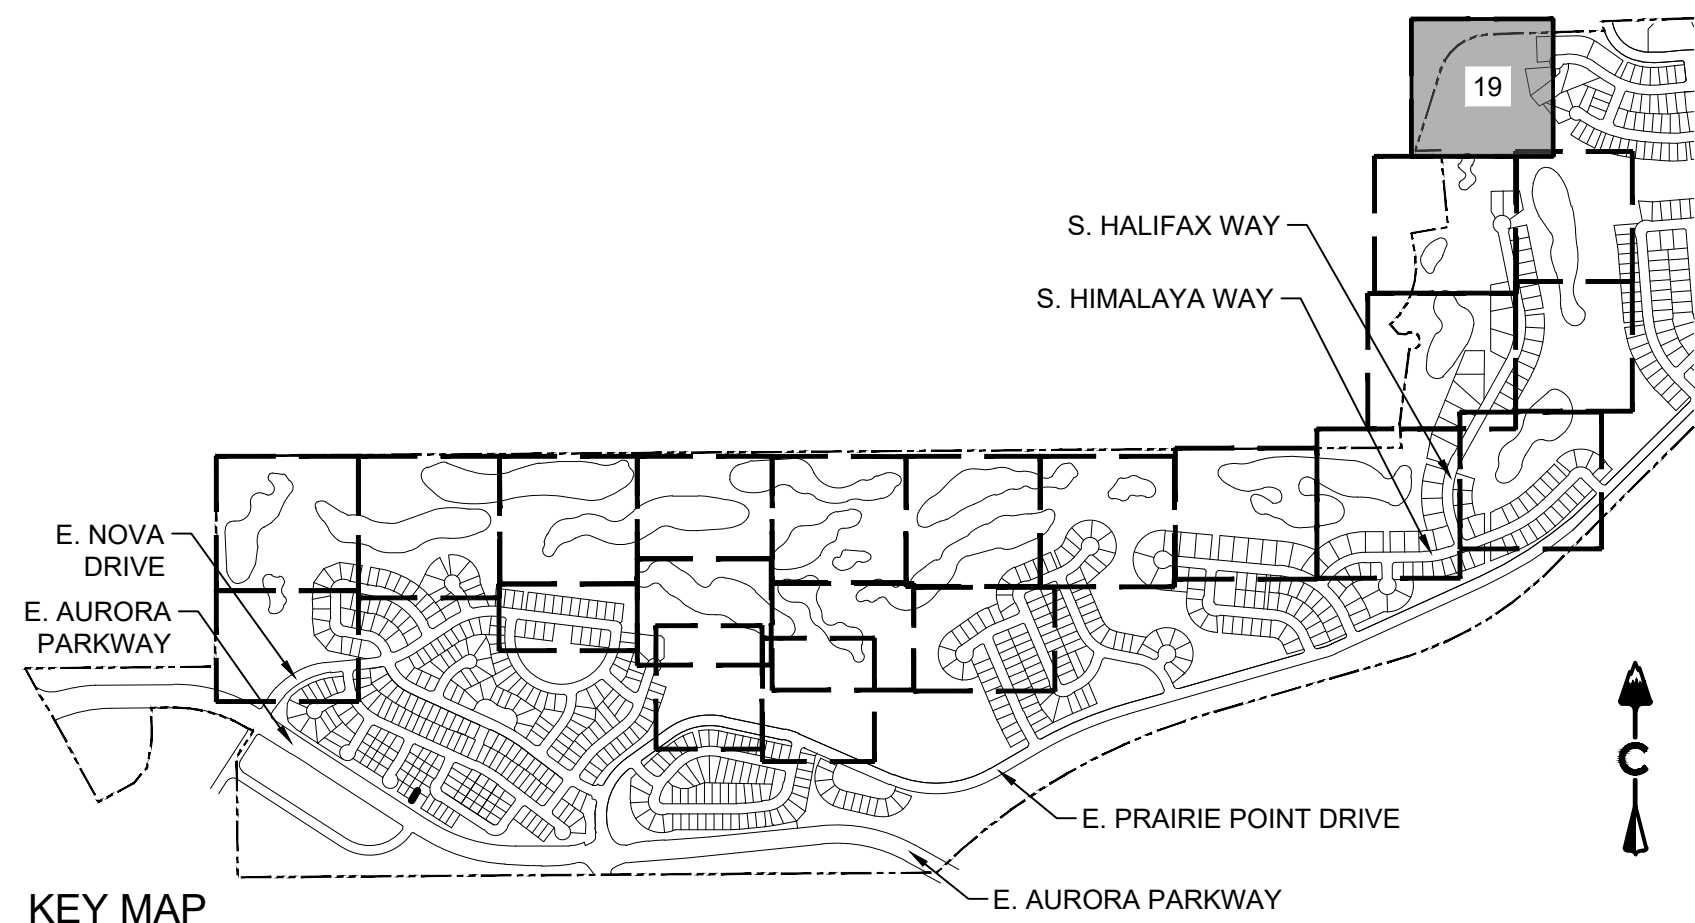 19
S. HALIFAX WAY
S. HIMALAYA WAY
E. NOVA
DRIVE
E. AURORA
PARKWAY
E. PRAIRIE POINT DRIVE
E. AURORA PARKWAY
C
KEY MAP